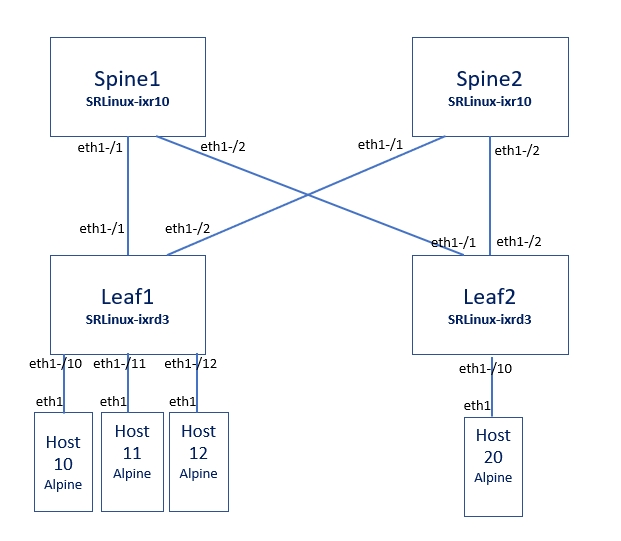 Spine1
SRLinux-ixr10
Spine2
SRLinux-ixr10
eth1-/1
eth1-/2
eth1-/1
eth1-/2
eth1-/1
eth1-/2
eth1-/1
eth1-/2
Leaf1
SRLinux-ixrd3
Leaf2
SRLinux-ixrd3
eth1-/10
eth1-/11
eth1-/12
eth1-/10
eth1
eth1
eth1
eth1
Host
10
Alpine
Host
11
Alpine
Host
12
Alpine
Host
20
Alpine